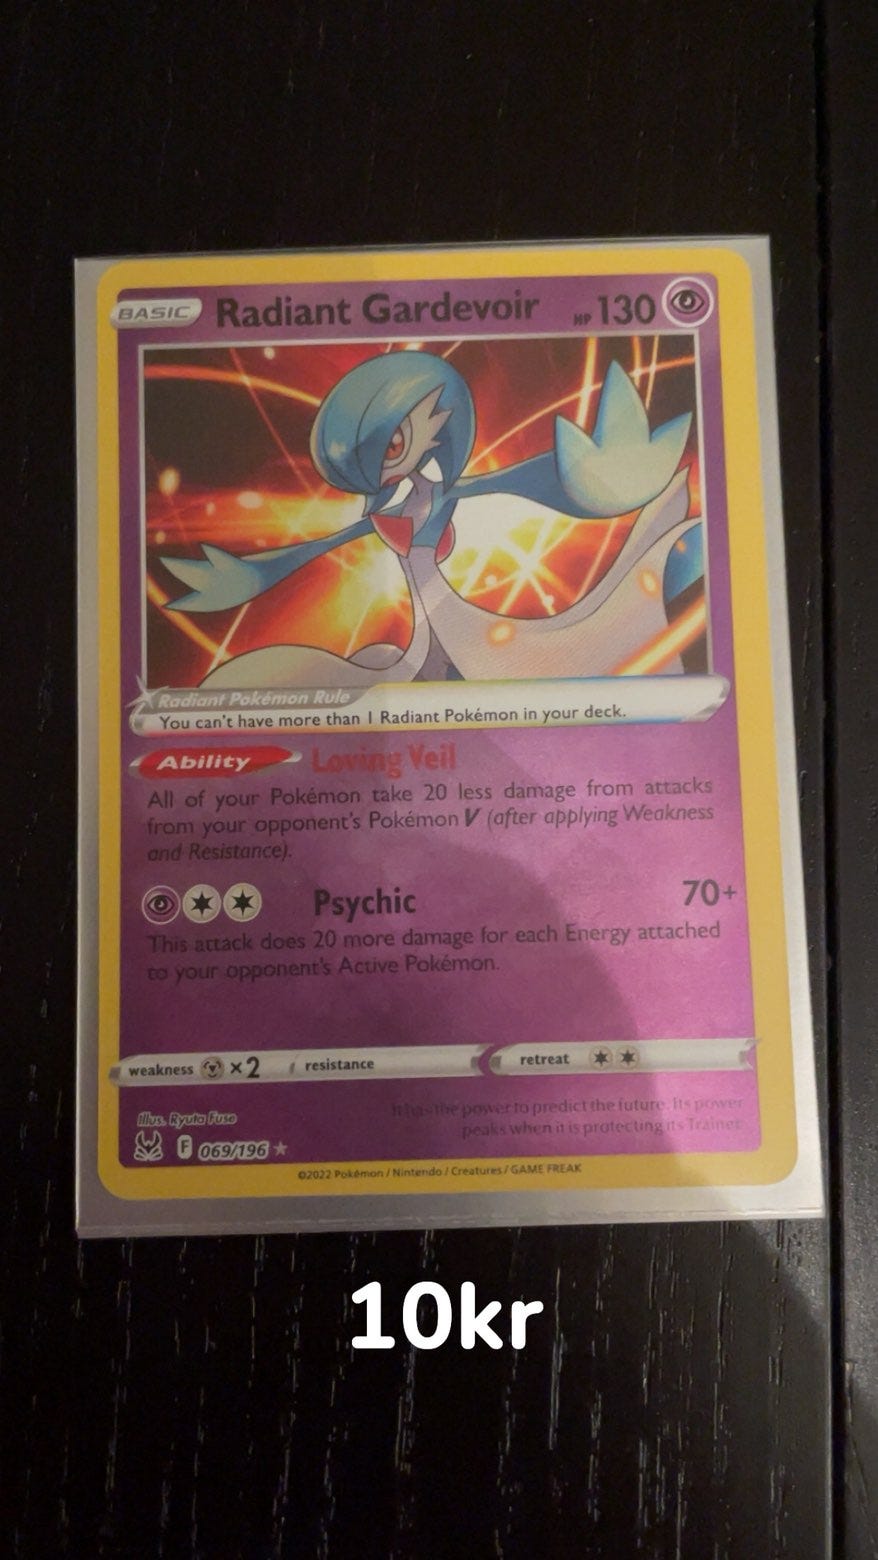 BASIC Radiant Gardevoir HP 130
Radiant Pokémon Rule
You can't have more than 1 Radiant Pokémon in your deck.
Ability Loving Veil
All of your Pokémon take 20 less damage from attacks
from your opponent's Pokémon V (after applying Weakness
and Resistance).
Psychic 70+
This attack does 20 more damage for each Energy attached
to your opponent's Active Pokémon.
weakness ×2 resistance retreat
Illus. Ryuta Fuse
It has the power to predict the future. Its power
peaks when it is protecting its Trainer.
F 069/196 ★
©2022 Pokémon / Nintendo / Creatures / GAME FREAK
10kr